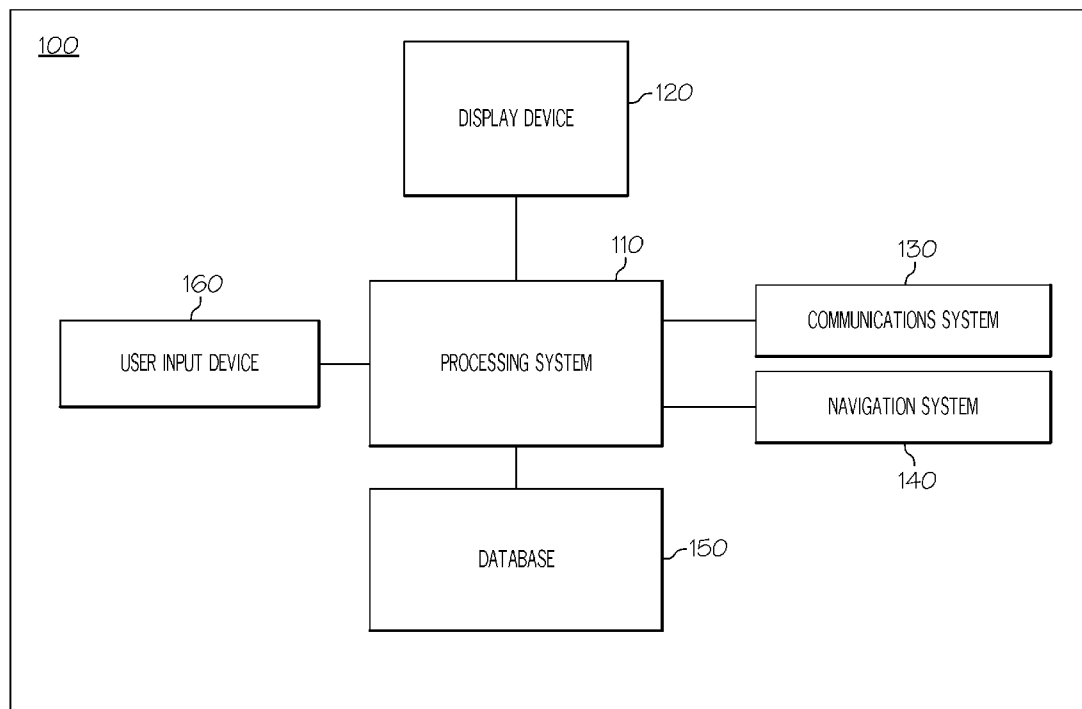 100
120
DISPLAY DEVICE
110
130
160
COMMUNICATIONS SYSTEM
USER INPUT DEVICE
PROCESSING SYSTEM
NAVIGATION SYSTEM
140
150
DATABASE